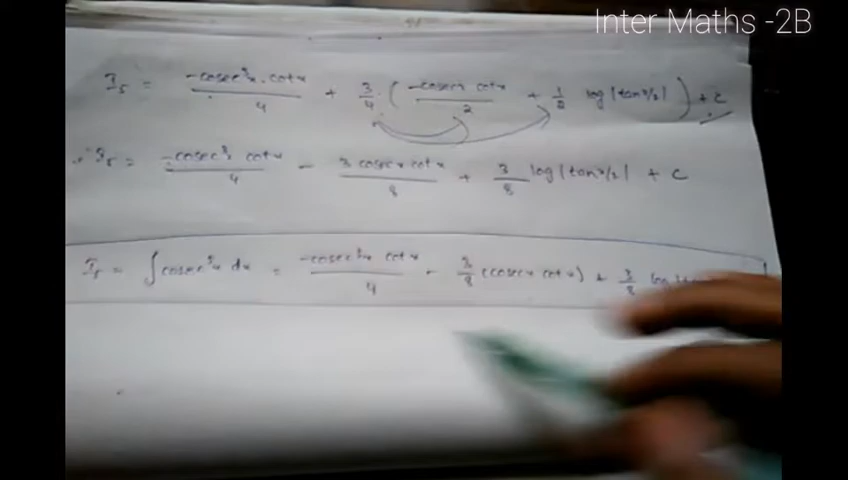 Inter Maths -2B
I₅ = -cosec³x . cotx / 4 + 3/4 ( -cosecx cotx / 2 + 1/2 log|tan x/2| ) + c
∴ I₅ = -cosec³x cotx / 4 - 3 cosecx cotx / 8 + 3/8 log|tan x/2| + c
I₅ = ∫cosec⁵x dx = -cosec³x cotx / 4 - 3/8 (cosecx cotx) + 3/8 log